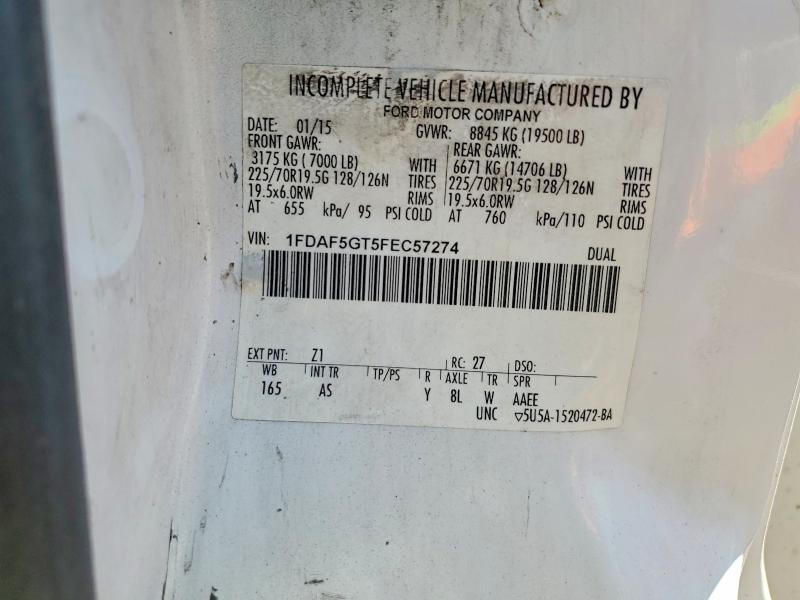 INCOMPLETE VEHICLE MANUFACTURED BY
FORD MOTOR COMPANY
DATE: 01/15 GVWR: 8845 KG (19500 LB)
FRONT GAWR: REAR GAWR:
3175 KG ( 7000 LB) WITH 6671 KG (14706 LB) WITH
225/70R19.5G 128/126N TIRES 225/70R19.5G 128/126N TIRES
19.5x6.0RW RIMS 19.5x6.0RW RIMS
AT 655 kPa/ 95 PSI COLD AT 760 kPa/110 PSI COLD
VIN: 1FDAF5GT5FEC57274 DUAL
EXT PNT: Z1 RC: 27 DSO:
WB INT TR TP/PS R AXLE TR SPR
165 AS Y 8L W AAEE
UNC ▽5U5A-1520472-BA